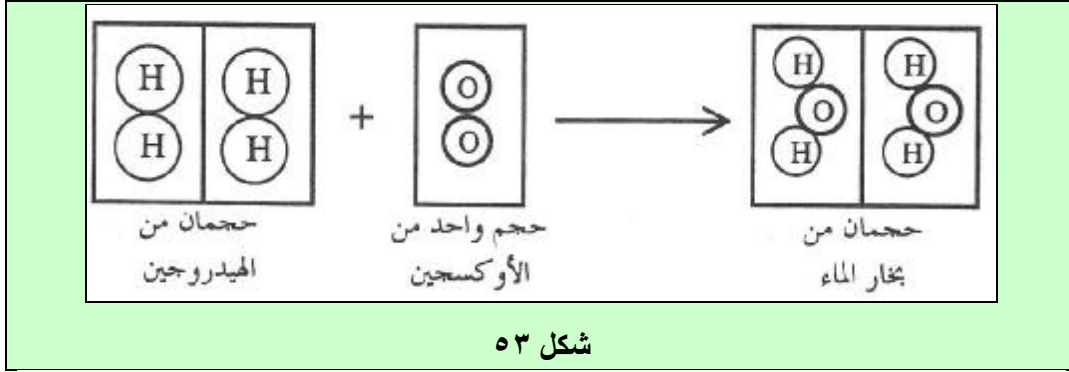 H H O H H
+ O O
H H O H O H
حجمان من حجم واحد من حجمان من
الهيدروجين الأوكسجين بخار الماء
شكل ٥٣